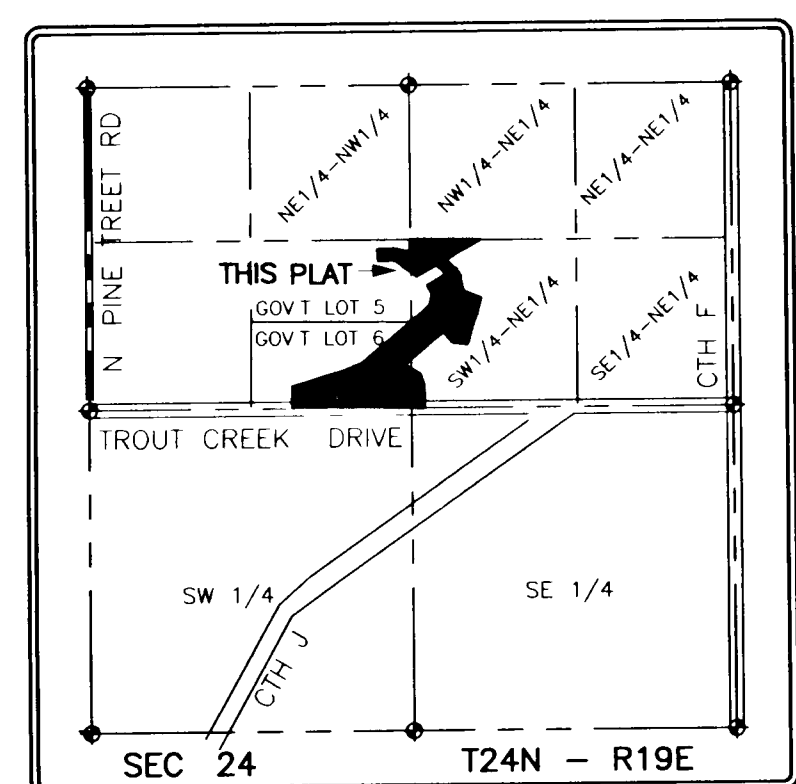 N PINE TREET RD
NE1/4-NW1/4
NW1/4-NE1/4
NE1/4-NE1/4
THIS PLAT
GOV'T LOT 5
GOV'T LOT 6
SW1/4-NE1/4
SE1/4-NE1/4
CTH F
TROUT CREEK DRIVE
SW 1/4
SE 1/4
CTH J
SEC 24
T24N - R19E